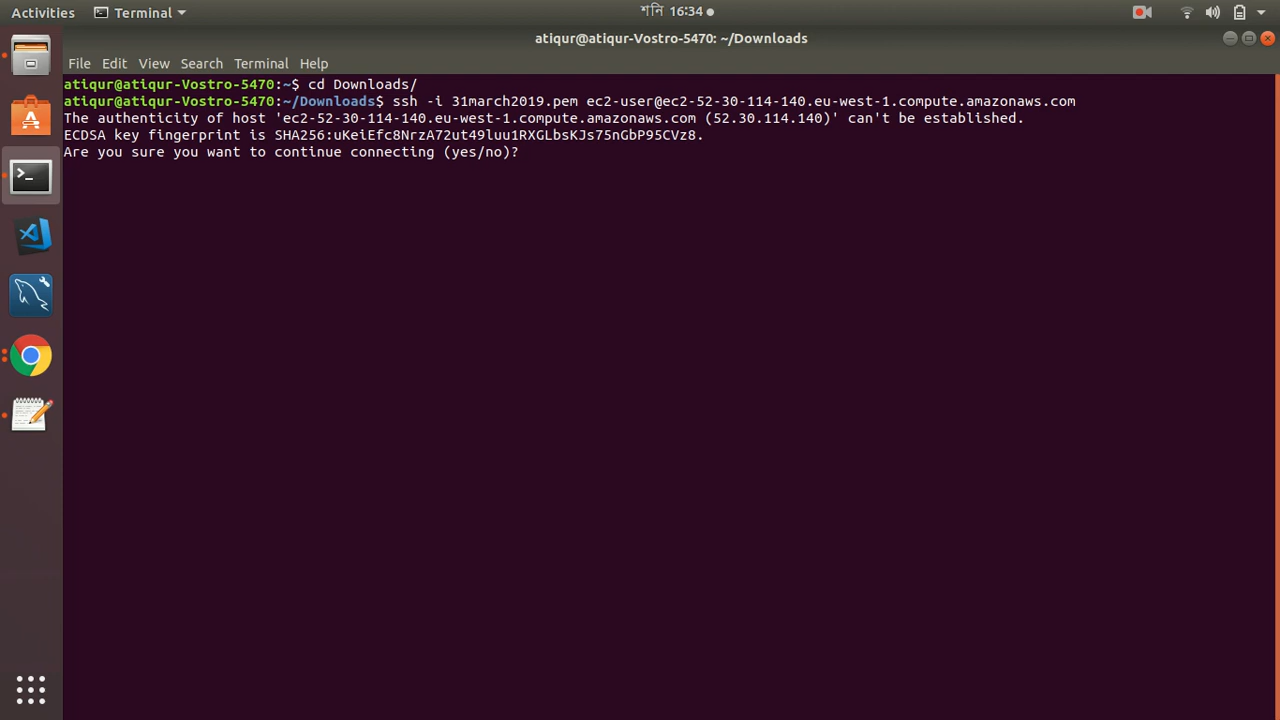 Activities Terminal শনি 16:34
atiqur@atiqur-Vostro-5470: ~/Downloads
File Edit View Search Terminal Help
atiqur@atiqur-Vostro-5470:~$ cd Downloads/
atiqur@atiqur-Vostro-5470:~/Downloads$ ssh -i 31march2019.pem ec2-user@ec2-52-30-114-140.eu-west-1.compute.amazonaws.com
The authenticity of host 'ec2-52-30-114-140.eu-west-1.compute.amazonaws.com (52.30.114.140)' can't be established.
ECDSA key fingerprint is SHA256:uKeiEfc8NrzA72ut49luu1RXGLbsKJs75nGbP95CVz8.
Are you sure you want to continue connecting (yes/no)?